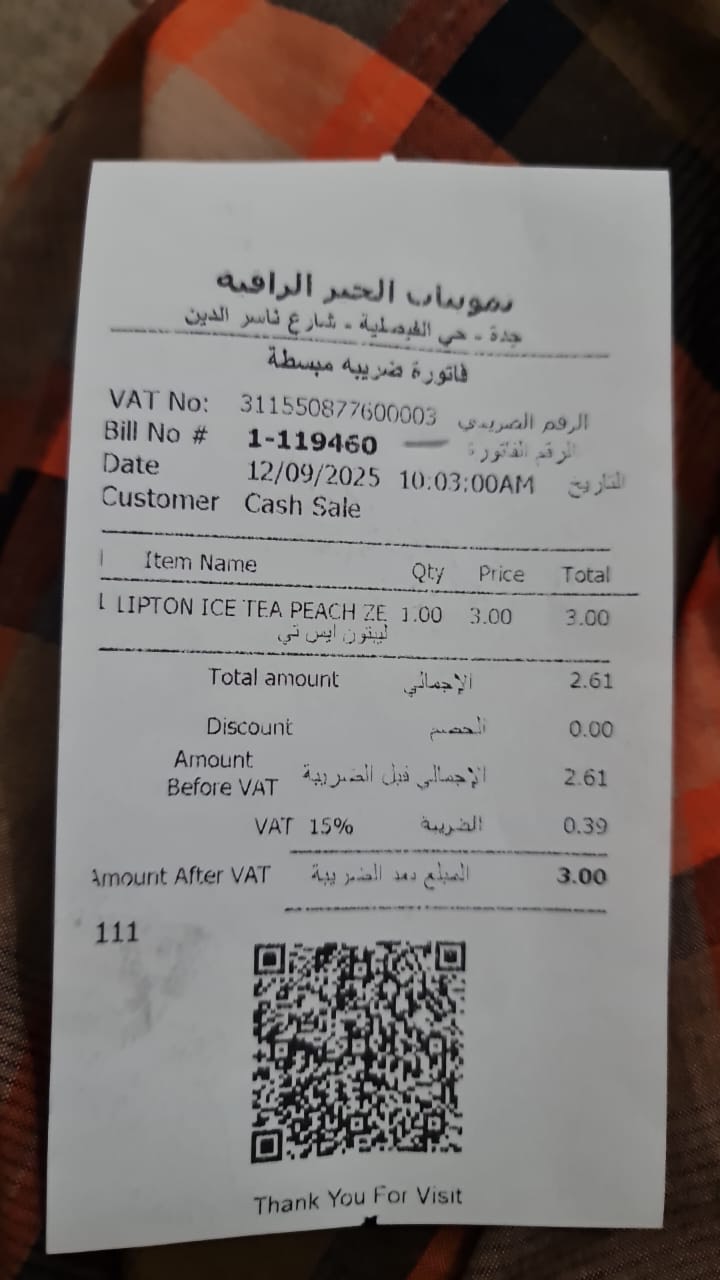 تموينات الخير الراقية
جدة - حي الفيصلية - شارع ناصر الدين
فاتورة ضريبه مبسطة
VAT No: 311550877600003 الرقم الضريبي
Bill No # 1-119460 الرقم الفاتورة
Date 12/09/2025 10:03:00AM التاريخ
Customer Cash Sale
Item Name Qty Price Total
LIPTON ICE TEA PEACH ZE 1.00 3.00 3.00
ليبتون ايس تي
Total amount الإجمالي 2.61
Discount الخصم 0.00
Amount Before VAT الإجمالي قبل الضريبة 2.61
VAT 15% الضريبة 0.39
Amount After VAT المبلغ بعد الضريبة 3.00
111
Thank You For Visit